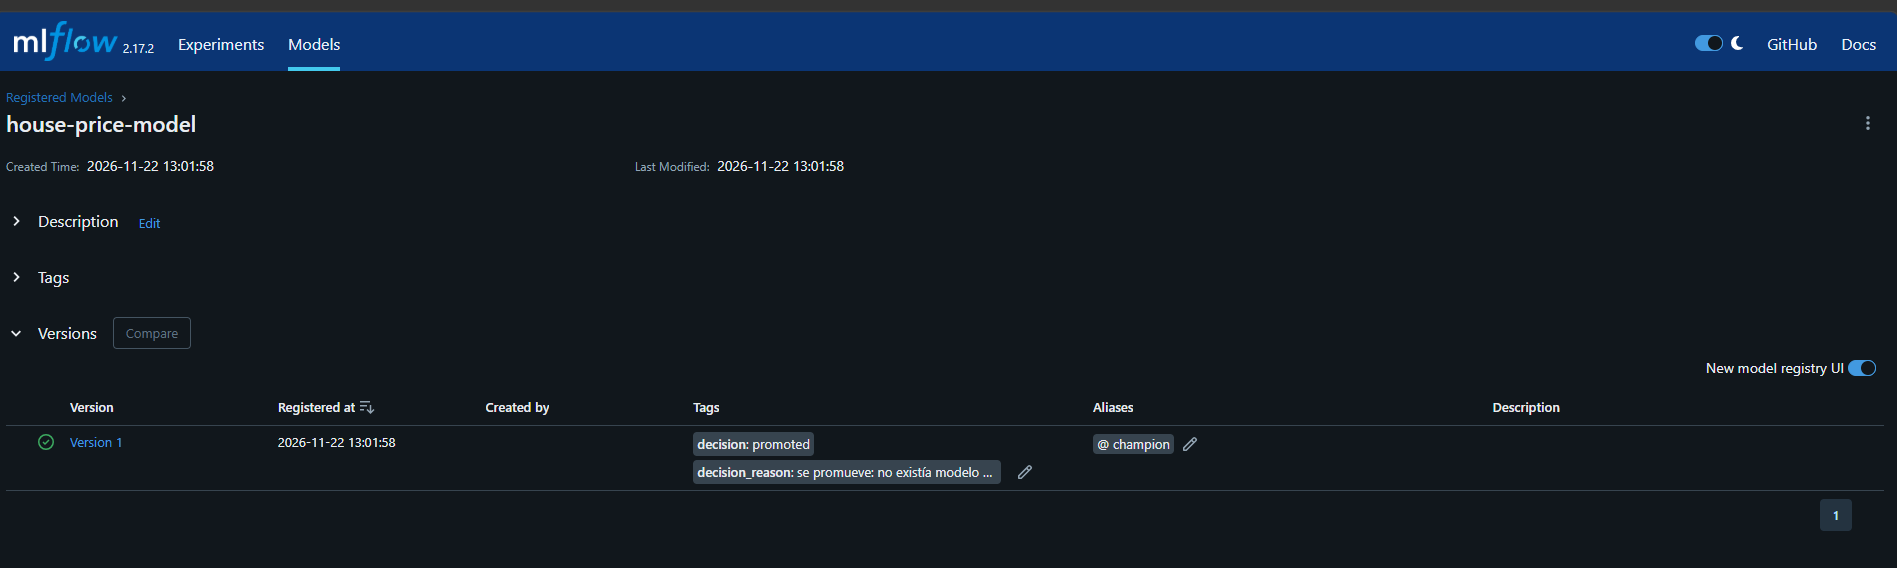 mlflow 2.17.2 Experiments Models GitHub Docs
Registered Models
house-price-model
Created Time: 2026-11-22 13:01:58 Last Modified: 2026-11-22 13:01:58
Description Edit
Tags
Versions Compare
New model registry UI
Version Registered at Created by Tags Aliases Description
Version 1 2026-11-22 13:01:58 decision: promoted @ champion
decision_reason: se promueve: no existía modelo ...
1